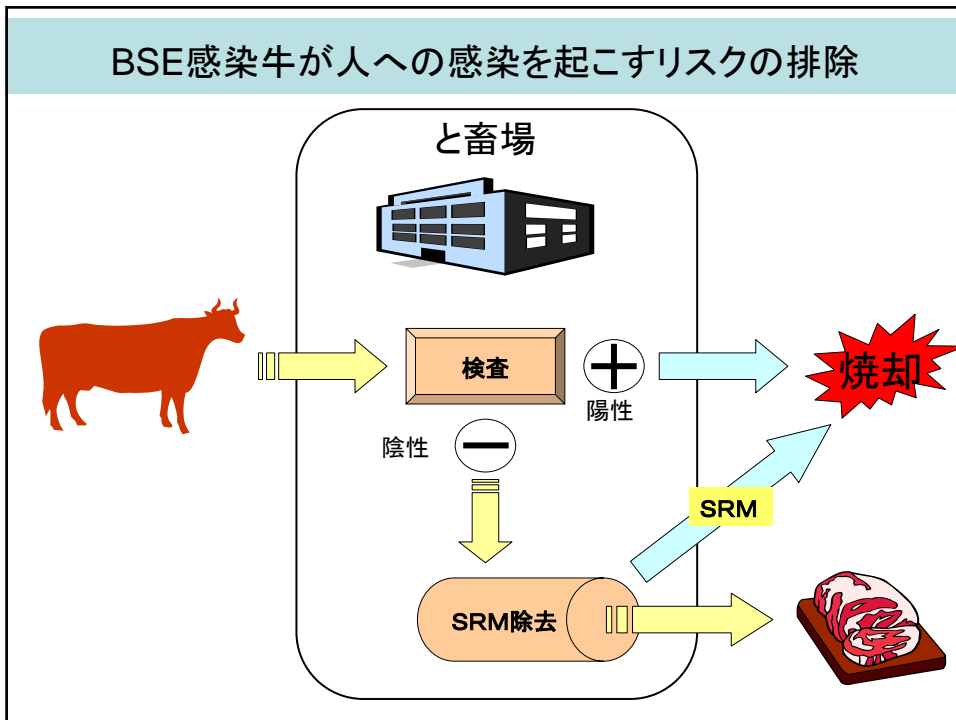 BSE感染牛が人への感染を起こすリスクの排除
と畜場
検査
陽性
焼却
陰性
SRM
SRM除去